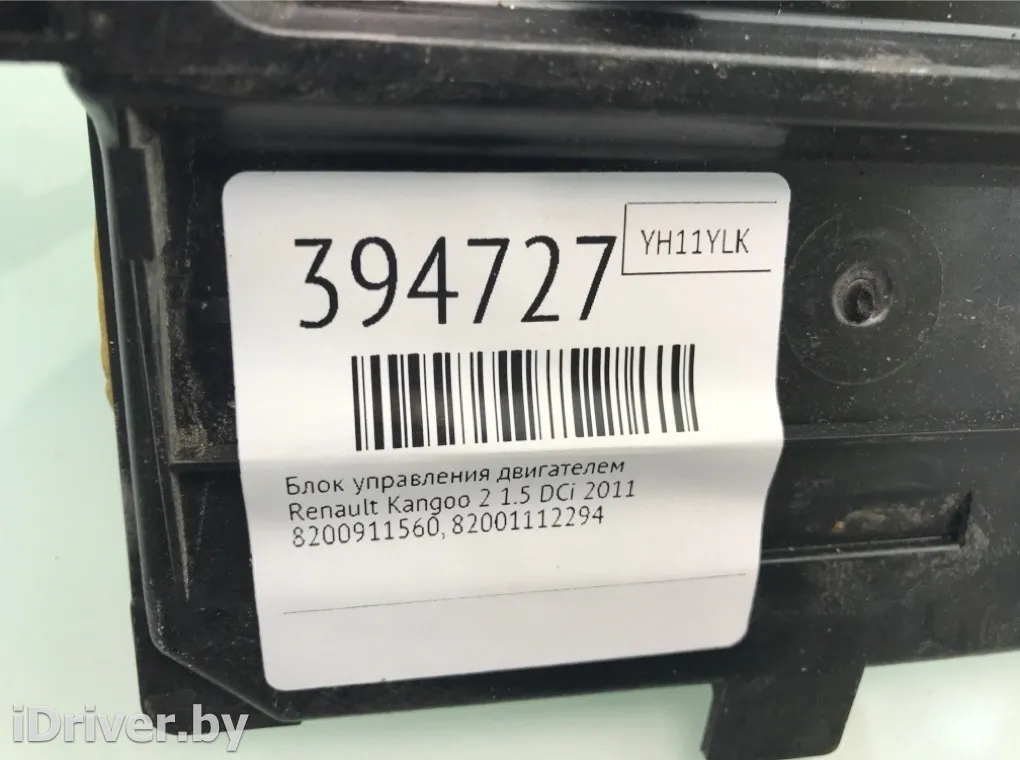 394727
YH11YLK
Блок управления двигателем
Renault Kangoo 2 1.5 DCi 2011
8200911560, 82001112294
iDriver.by